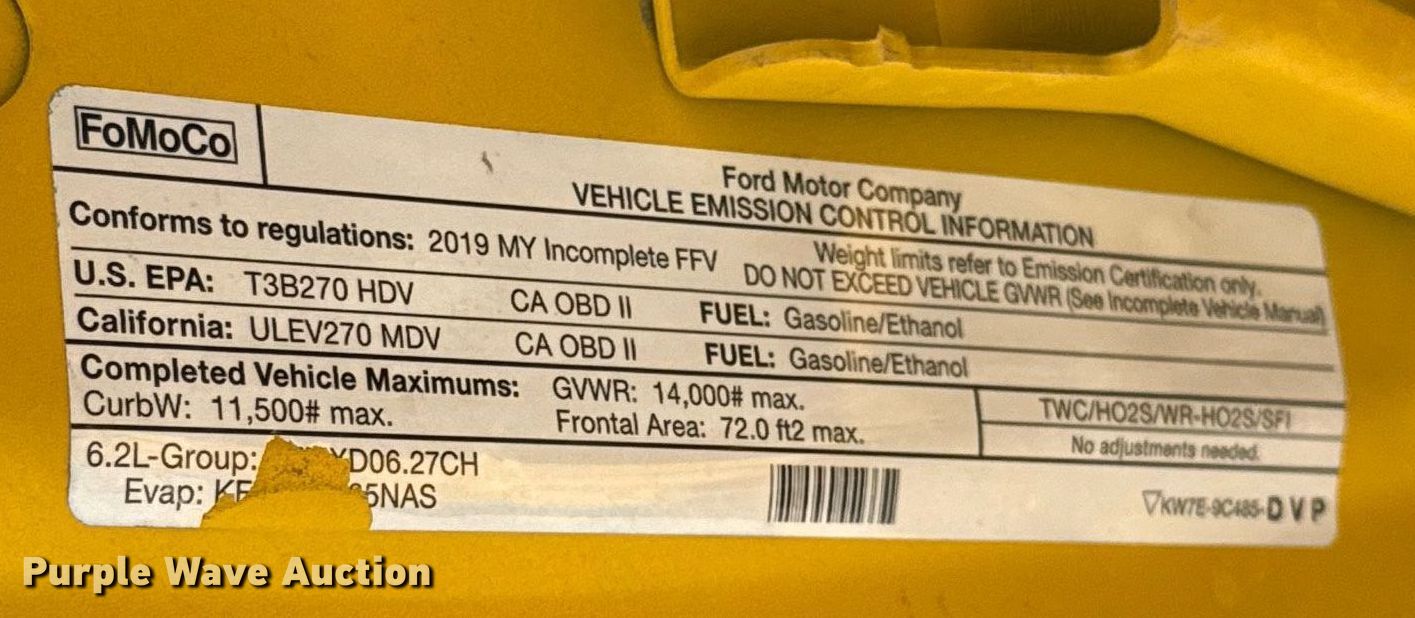 FoMoCo
Ford Motor Company
VEHICLE EMISSION CONTROL INFORMATION
Conforms to regulations: 2019 MY Incomplete FFV
Weight limits refer to Emission Certification only.
DO NOT EXCEED VEHICLE GVWR (See Incomplete Vehicle Manual)
U.S. EPA: T3B270 HDV CA OBD II FUEL: Gasoline/Ethanol
California: ULEV270 MDV CA OBD II FUEL: Gasoline/Ethanol
Completed Vehicle Maximums: GVWR: 14,000# max.
CurbW: 11,500# max. Frontal Area: 72.0 ft2 max.
TWC/HO2S/WR-HO2S/SFI
No adjustments needed.
6.2L-Group: D06.27CH
Evap: 5NAS
KW7E-9C485-DVP
Purple Wave Auction